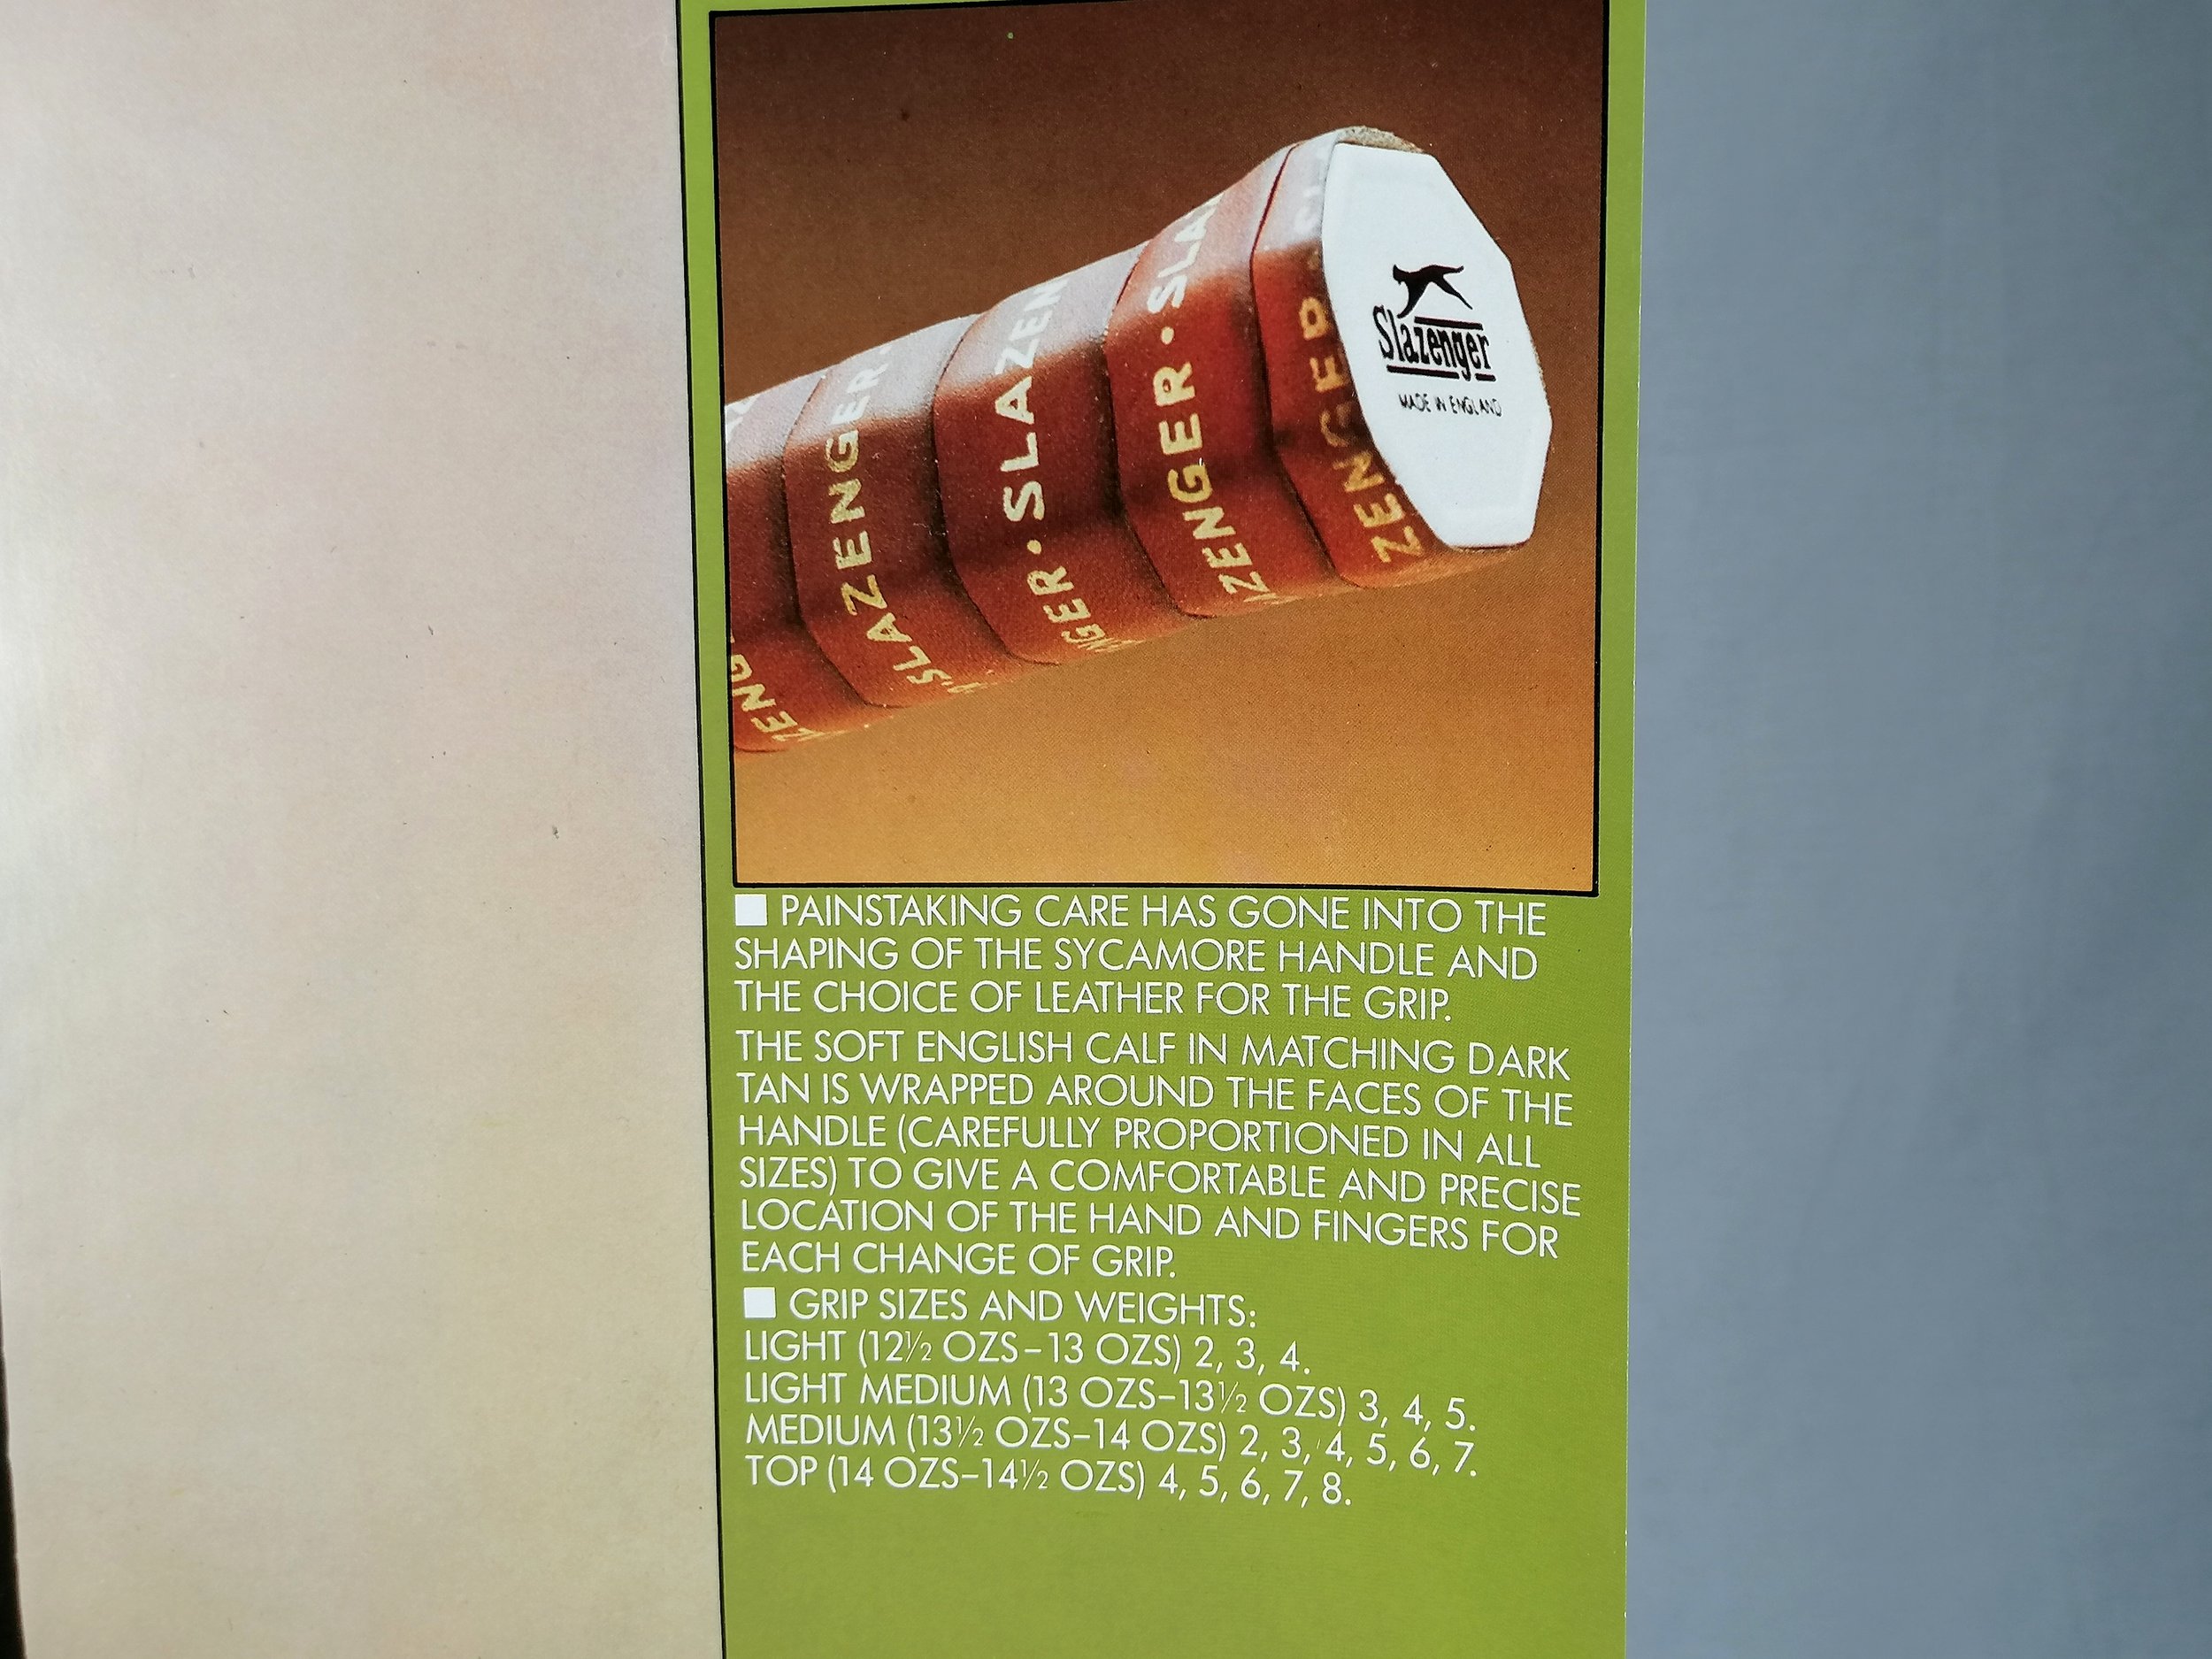 SLAZENGER·
·SLAZEN
ZENGER·SLA
ZENGER
Slazenger
MADE IN ENGLAND
■ PAINSTAKING CARE HAS GONE INTO THE
SHAPING OF THE SYCAMORE HANDLE AND
THE CHOICE OF LEATHER FOR THE GRIP.
THE SOFT ENGLISH CALF IN MATCHING DARK
TAN IS WRAPPED AROUND THE FACES OF THE
HANDLE (CAREFULLY PROPORTIONED IN ALL
SIZES) TO GIVE A COMFORTABLE AND PRECISE
LOCATION OF THE HAND AND FINGERS FOR
EACH CHANGE OF GRIP.
■ GRIP SIZES AND WEIGHTS:
LIGHT (12½ OZS–13 OZS) 2, 3, 4.
LIGHT MEDIUM (13 OZS–13½ OZS) 3, 4, 5.
MEDIUM (13½ OZS–14 OZS) 2, 3, 4, 5, 6, 7.
TOP (14 OZS–14½ OZS) 4, 5, 6, 7, 8.